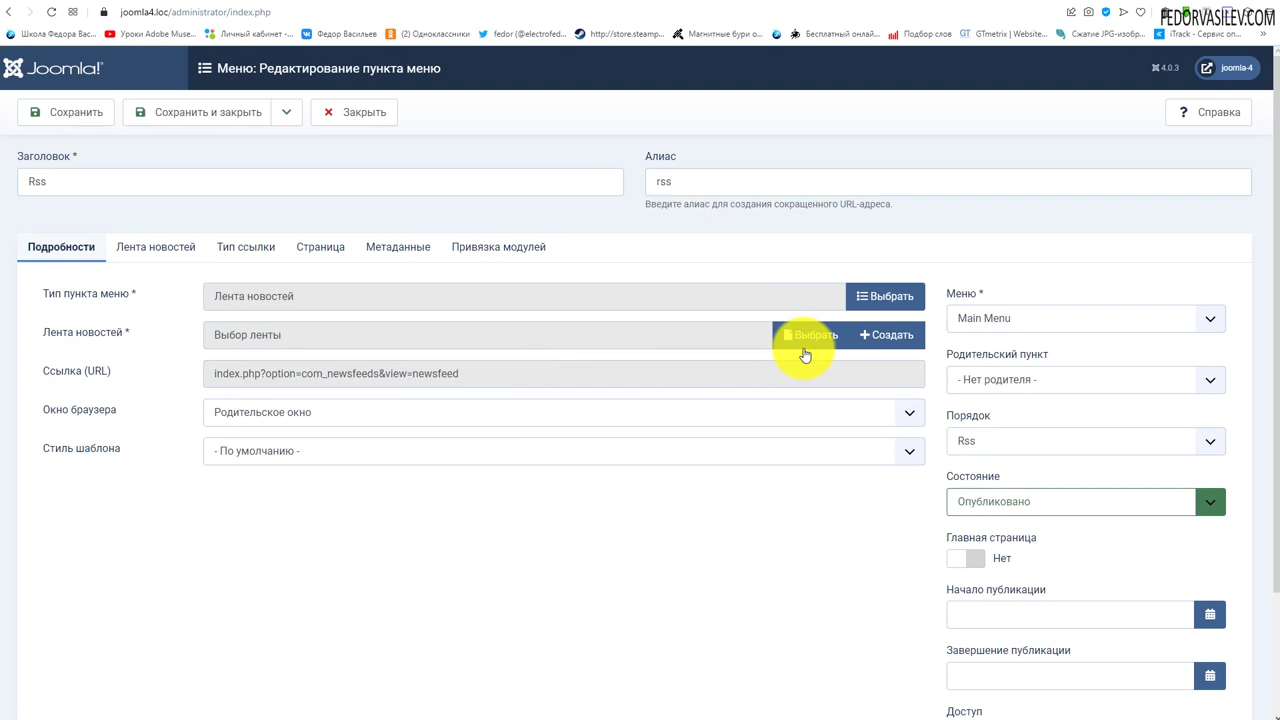 joomla4.loc/administrator/index.php
FEDORVASILEV.COM
Школа Федора Вас...
Уроки Adobe Muse...
Личный кабинет -...
Федор Васильев
(2) Одноклассники
fedor (@electrofed...
http://store.steamp...
Магнитные бури о...
Бесплатный онлай...
Подбор слов
GTmetrix | Website...
Сжатие JPG-изобр...
iTrack - Сервис оп...
Joomla!
Меню: Редактирование пункта меню
4.0.3
joomla-4
Сохранить
Сохранить и закрыть
Закрыть
? Справка
Заголовок *
Алиас
Rss
rss
Введите алиас для создания сокращенного URL-адреса.
Подробности
Лента новостей
Тип ссылки
Страница
Метаданные
Привязка модулей
Тип пункта меню *
Лента новостей
Выбрать
Лента новостей *
Выбор ленты
Выбрать
Создать
Ссылка (URL)
index.php?option=com_newsfeeds&view=newsfeed
Окно браузера
Родительское окно
Стиль шаблона
- По умолчанию -
Меню *
Main Menu
Родительский пункт
- Нет родителя -
Порядок
Rss
Состояние
Опубликовано
Главная страница
Нет
Начало публикации
Завершение публикации
Доступ